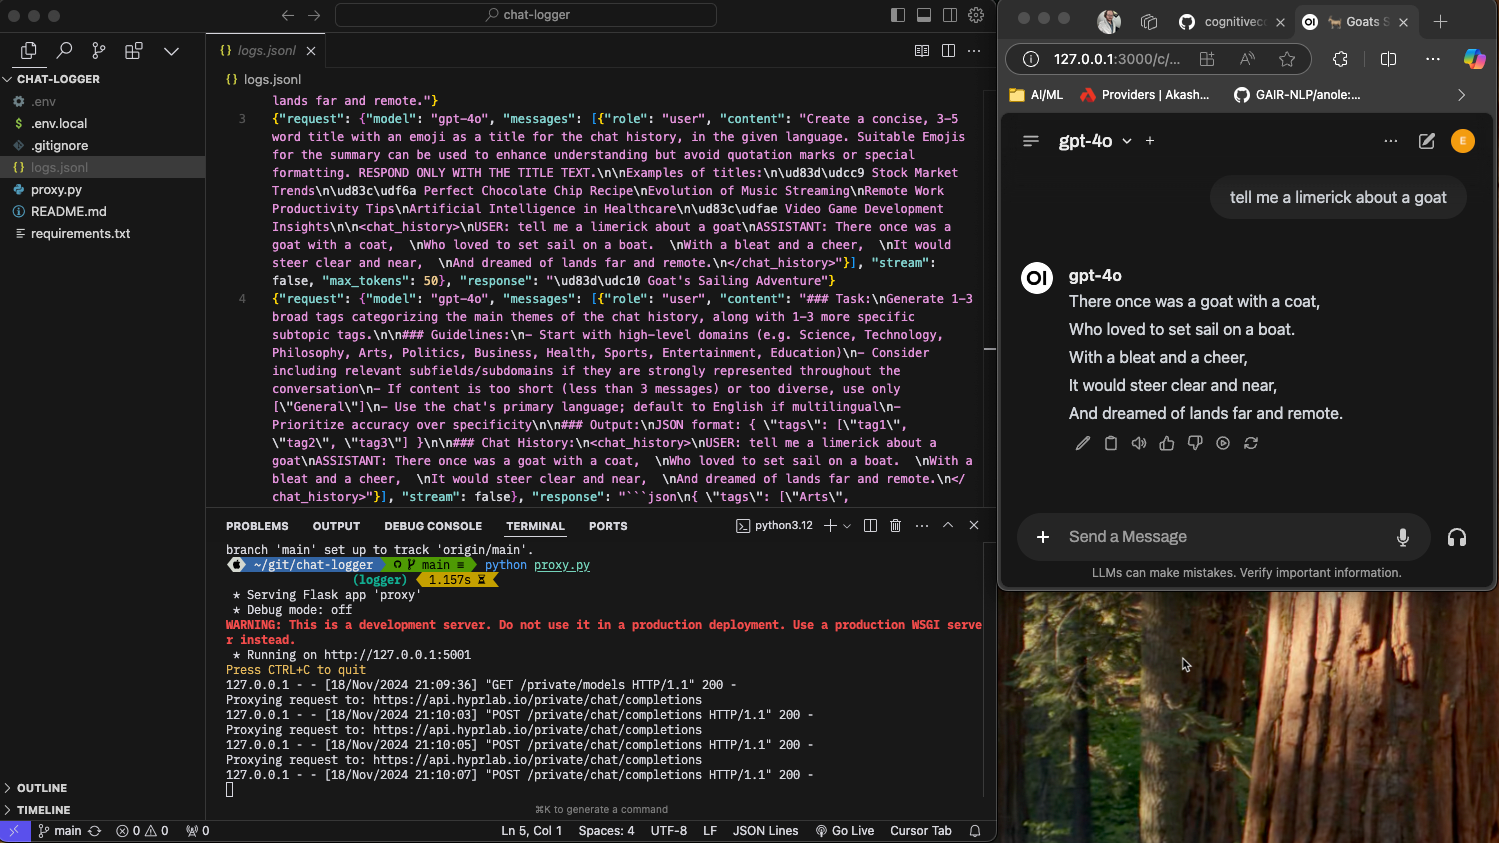 chat-logger
CHAT-LOGGER
.env
$ .env.local
.gitignore
{} logs.jsonl
proxy.py
README.md
requirements.txt
OUTLINE
TIMELINE
{} logs.jsonl
{} logs.jsonl
lands far and remote."}
3 {"request": {"model": "gpt-4o", "messages": [{"role": "user", "content": "Create a concise, 3-5
word title with an emoji as a title for the chat history, in the given language. Suitable Emojis
for the summary can be used to enhance understanding but avoid quotation marks or special
formatting. RESPOND ONLY WITH THE TITLE TEXT.\n\nExamples of titles:\n\ud83d\udcc9 Stock Market
Trends\n\ud83c\udf6a Perfect Chocolate Chip Recipe\nEvolution of Music Streaming\nRemote Work
Productivity Tips\nArtificial Intelligence in Healthcare\n\ud83c\udfae Video Game Development
Insights\n\n<chat_history>\nUSER: tell me a limerick about a goat\nASSISTANT: There once was a
goat with a coat,  \nWho loved to set sail on a boat.  \nWith a bleat and a cheer,  \nIt would
steer clear and near,  \nAnd dreamed of lands far and remote.\n</chat_history>"}], "stream":
false, "max_tokens": 50}, "response": "\ud83d\udc10 Goat's Sailing Adventure"}
4 {"request": {"model": "gpt-4o", "messages": [{"role": "user", "content": "### Task:\nGenerate 1-3
broad tags categorizing the main themes of the chat history, along with 1-3 more specific
subtopic tags.\n\n### Guidelines:\n- Start with high-level domains (e.g. Science, Technology,
Philosophy, Arts, Politics, Business, Health, Sports, Entertainment, Education)\n- Consider
including relevant subfields/subdomains if they are strongly represented throughout the
conversation\n- If content is too short (less than 3 messages) or too diverse, use only
[\"General\"]\n- Use the chat's primary language; default to English if multilingual\n-
Prioritize accuracy over specificity\n\n### Output:\nJSON format: { \"tags\": [\"tag1\",
\"tag2\", \"tag3\"] }\n\n### Chat History:\n<chat_history>\nUSER: tell me a limerick about a
goat\nASSISTANT: There once was a goat with a coat,  \nWho loved to set sail on a boat.  \nWith a
bleat and a cheer,  \nIt would steer clear and near,  \nAnd dreamed of lands far and remote.\n</
chat_history>"}], "stream": false}, "response": "```json\n{ \"tags\": [\"Arts\",
PROBLEMS OUTPUT DEBUG CONSOLE TERMINAL PORTS python3.12
branch 'main' set up to track 'origin/main'.
~/git/chat-logger main ≡ python proxy.py
(logger) 1.157s
* Serving Flask app 'proxy'
* Debug mode: off
WARNING: This is a development server. Do not use it in a production deployment. Use a production WSGI serve
r instead.
* Running on http://127.0.0.1:5001
Press CTRL+C to quit
127.0.0.1 - - [18/Nov/2024 21:09:36] "GET /private/models HTTP/1.1" 200 -
Proxying request to: https://api.hyprlab.io/private/chat/completions
127.0.0.1 - - [18/Nov/2024 21:10:03] "POST /private/chat/completions HTTP/1.1" 200 -
Proxying request to: https://api.hyprlab.io/private/chat/completions
127.0.0.1 - - [18/Nov/2024 21:10:05] "POST /private/chat/completions HTTP/1.1" 200 -
Proxying request to: https://api.hyprlab.io/private/chat/completions
127.0.0.1 - - [18/Nov/2024 21:10:07] "POST /private/chat/completions HTTP/1.1" 200 -
⌘K to generate a command
main 0 0 0 Ln 5, Col 1 Spaces: 4 UTF-8 LF JSON Lines Go Live Cursor Tab
cognitivec OI Goats S
127.0.0.1:3000/c/...
AI/ML Providers | Akash... GAIR-NLP/anole:...
gpt-4o
E
tell me a limerick about a goat
OI gpt-4o
There once was a goat with a coat,
Who loved to set sail on a boat.
With a bleat and a cheer,
It would steer clear and near,
And dreamed of lands far and remote.
Send a Message
LLMs can make mistakes. Verify important information.